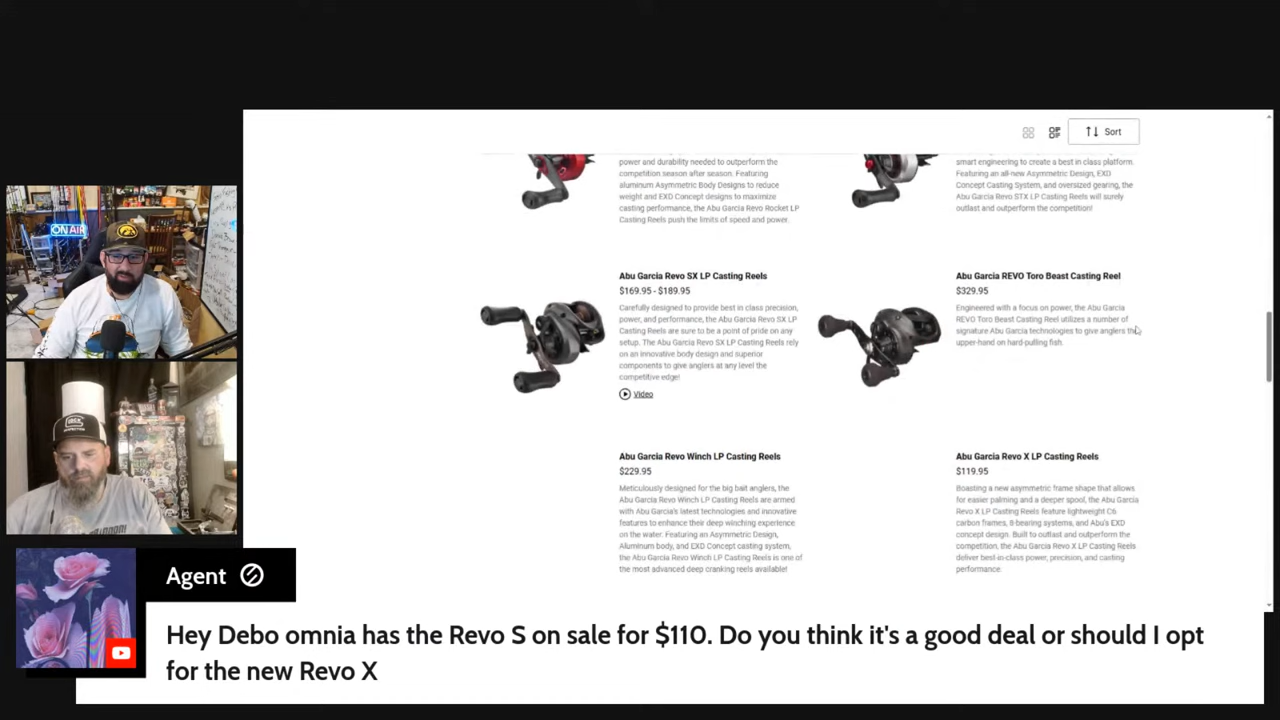 Sort
power and durability needed to outperform the
competition season after season. Featuring
aluminum Asymmetric Body Designs to reduce
weight and EXD Concept designs to maximize
casting performance, the Abu Garcia Revo Rocket LP
Casting Reels push the limits of speed and power.
smart engineering to create a best in class platform.
Featuring an all-new Asymmetric Design, EXD
Concept Casting System, and oversized gearing, the
Abu Garcia Revo STX LP Casting Reels will surely
outlast and outperform the competition!
ON AIR
Abu Garcia Revo SX LP Casting Reels
$169.95 - $189.95
Carefully designed to provide best in class precision,
power, and performance, the Abu Garcia Revo SX LP
Casting Reels are sure to be a point of pride on any
setup. The Abu Garcia Revo SX LP Casting Reels rely
on an innovative body design and superior
components to give anglers at any level the
competitive edge!
Video
Abu Garcia REVO Toro Beast Casting Reel
$329.95
Engineered with a focus on power, the Abu Garcia
REVO Toro Beast Casting Reel utilizes a number of
signature Abu Garcia technologies to give anglers the
upper-hand on hard-pulling fish.
Abu Garcia Revo Winch LP Casting Reels
$229.95
Meticulously designed for the big bait anglers, the
Abu Garcia Revo Winch LP Casting Reels are armed
with Abu Garcia's latest technologies and innovative
features to enhance their deep winching experience
on the water. Featuring an Asymmetric Design,
Aluminum body, and EXD Concept casting system,
the Abu Garcia Revo Winch LP Casting Reels is one of
the most advanced deep cranking reels available!
Abu Garcia Revo X LP Casting Reels
$119.95
Boasting a new asymmetric frame shape that allows
for easier palming and a deeper spool, the Abu Garcia
Revo X LP Casting Reels feature lightweight C6
carbon frames, 8-bearing systems, and Abu's EXD
concept design. Built to outlast and outperform the
competition, the Abu Garcia Revo X LP Casting Reels
deliver best-in-class power, precision, and casting
performance.
Agent
Hey Debo omnia has the Revo S on sale for $110. Do you think it's a good deal or should I opt
for the new Revo X